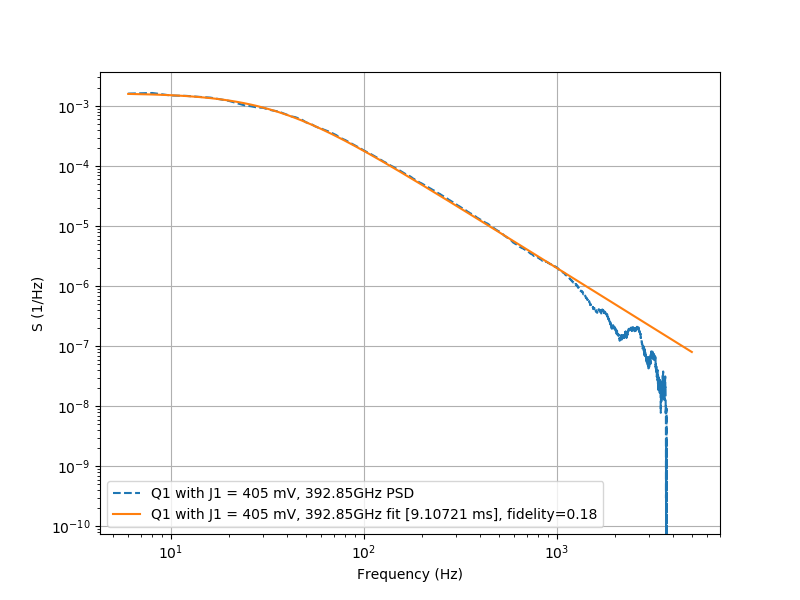 10⁻³
10⁻⁴
10⁻⁵
10⁻⁶
10⁻⁷
10⁻⁸
10⁻⁹
10⁻¹⁰
S (1/Hz)
Q1 with J1 = 405 mV, 392.85GHz PSD
Q1 with J1 = 405 mV, 392.85GHz fit [9.10721 ms], fidelity=0.18
10¹ 10² 10³
Frequency (Hz)